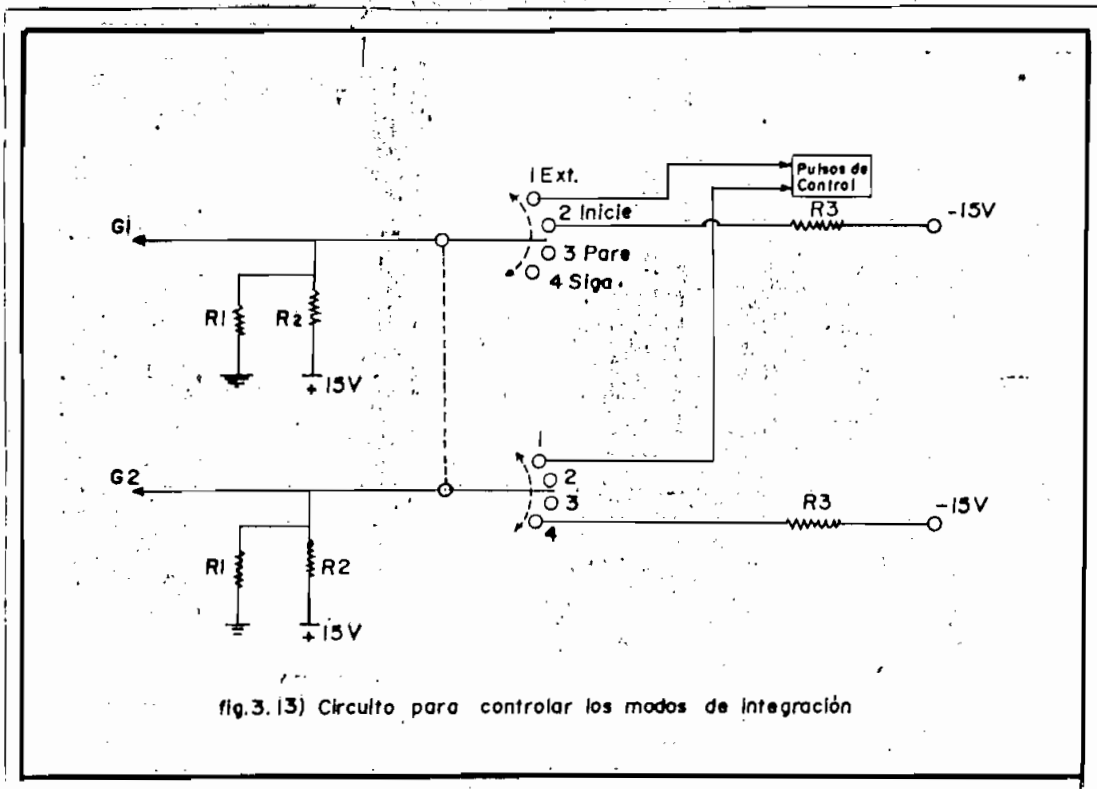 1 Ext.
Pulsos de
Control
2 Inicie
R3
-15V
G1
3 Pare
4 Siga
R1
R2
+ 15V
1
G2
2
3
R3
-15V
4
R1
R2
+ 15V
fig.3.13) Circuito para controlar los modos de integración